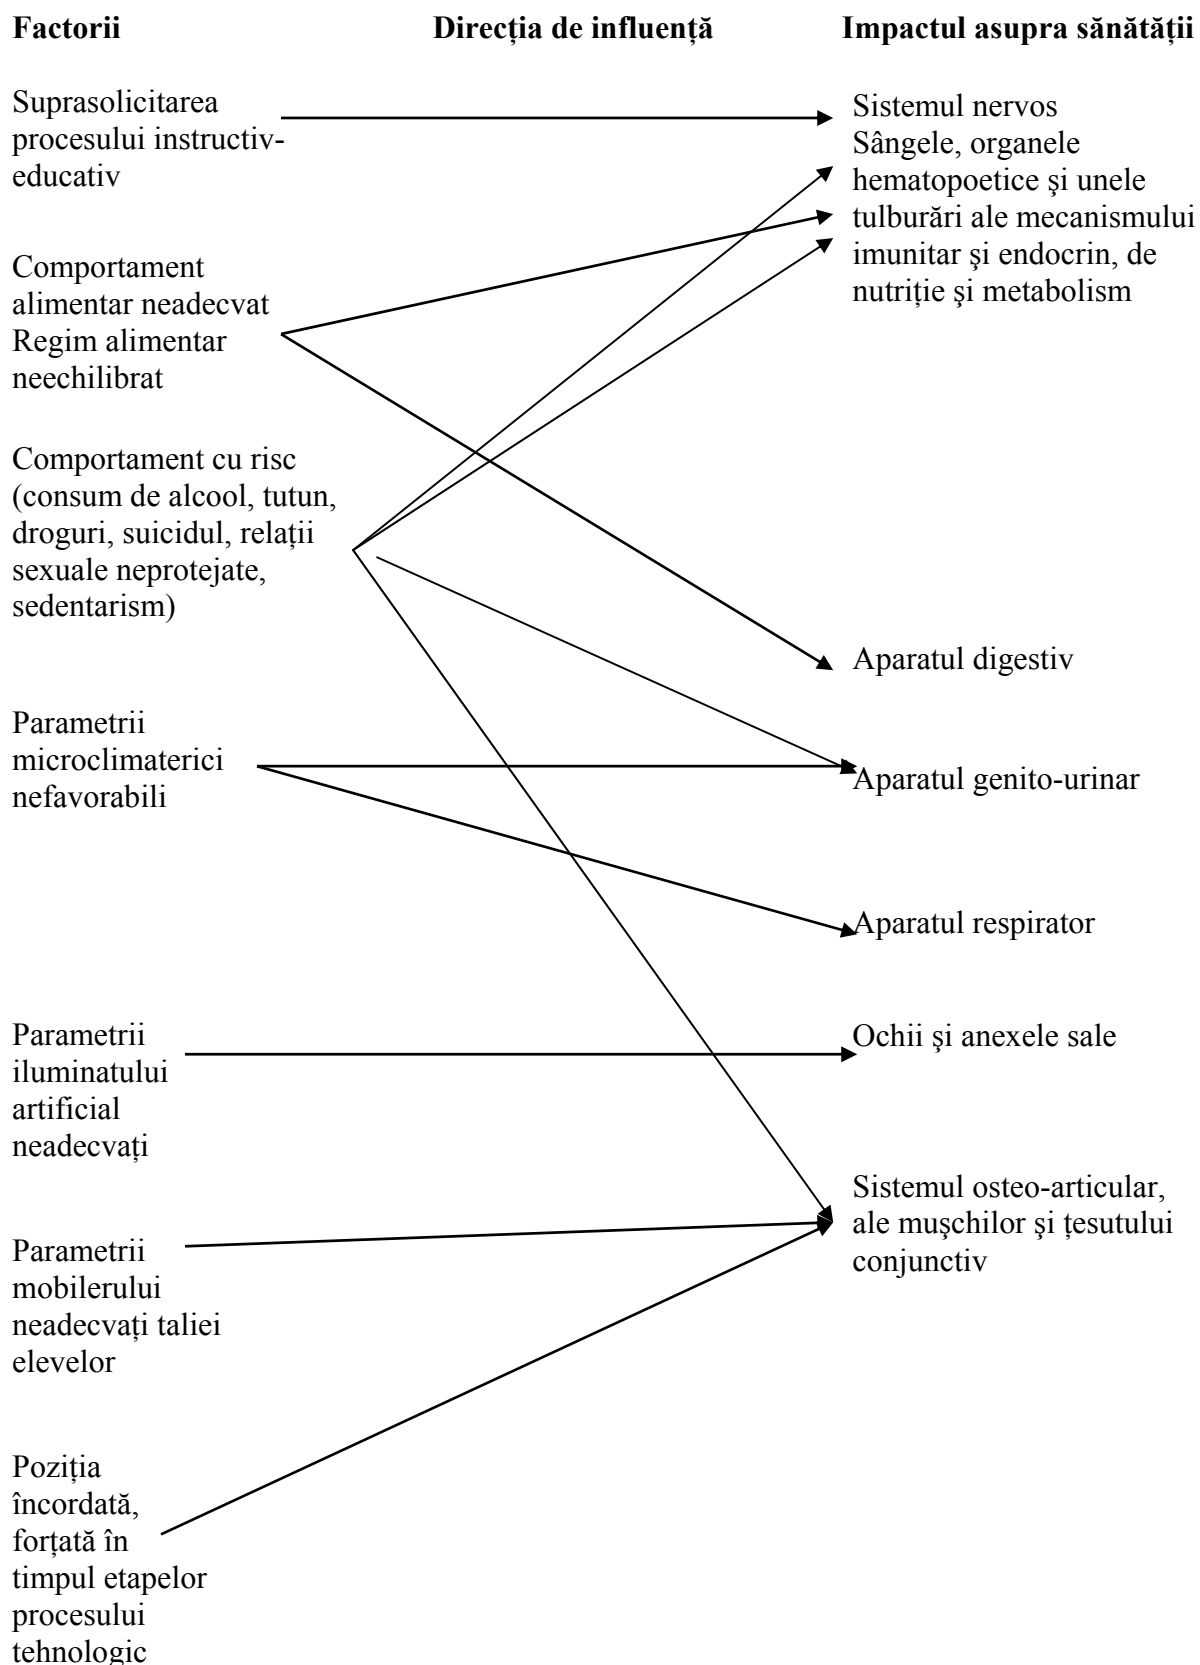 Factorii Direcția de influență Impactul asupra sănătății
Suprasolicitarea
procesului instructiv-
educativ
Sistemul nervos
Sângele, organele
hematopoetice şi unele
tulburări ale mecanismului
imunitar şi endocrin, de
nutriție şi metabolism
Comportament
alimentar neadecvat
Regim alimentar
neechilibrat
Comportament cu risc
(consum de alcool, tutun,
droguri, suicidul, relații
sexuale neprotejate,
sedentarism)
Aparatul digestiv
Parametrii
microclimaterici
nefavorabili
Aparatul genito-urinar
Aparatul respirator
Parametrii
iluminatului
artificial
neadecvați
Ochii şi anexele sale
Sistemul osteo-articular,
ale muşchilor şi țesutului
conjunctiv
Parametrii
mobilerului
neadecvați taliei
elevelor
Poziția
încordată,
forțată în
timpul etapelor
procesului
tehnologic